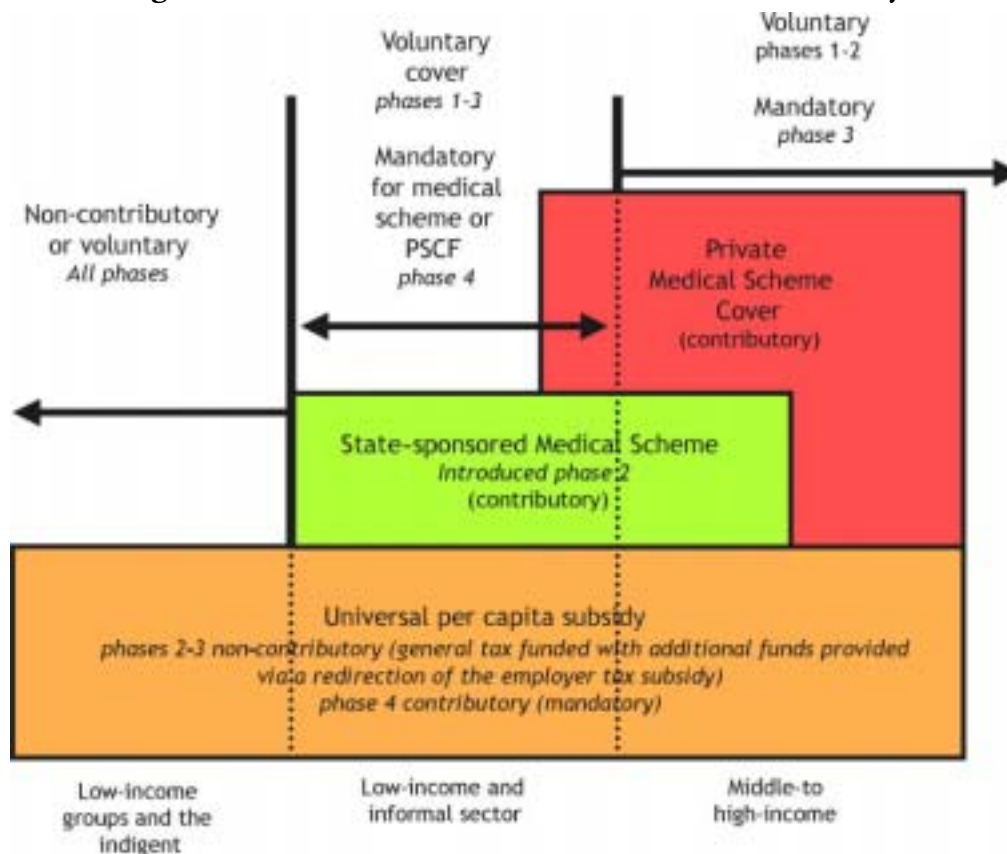 Voluntary
phases 1-2
Voluntary
cover
phases 1-3
Mandatory
phase 3
Mandatory
for medical
scheme or
PSCF
phase 4
Non-contributory
or voluntary
All phases
Private
Medical Scheme
Cover
(contributory)
State-sponsored Medical Scheme
Introduced phase 2
(contributory)
Universal per capita subsidy
phases 2-3 non-contributory (general tax funded with additional funds provided
via a redirection of the employer tax subsidy)
phase 4 contributory (mandatory)
Low-income
groups and the
indigent
Low-income and
informal sector
Middle-to
high-income